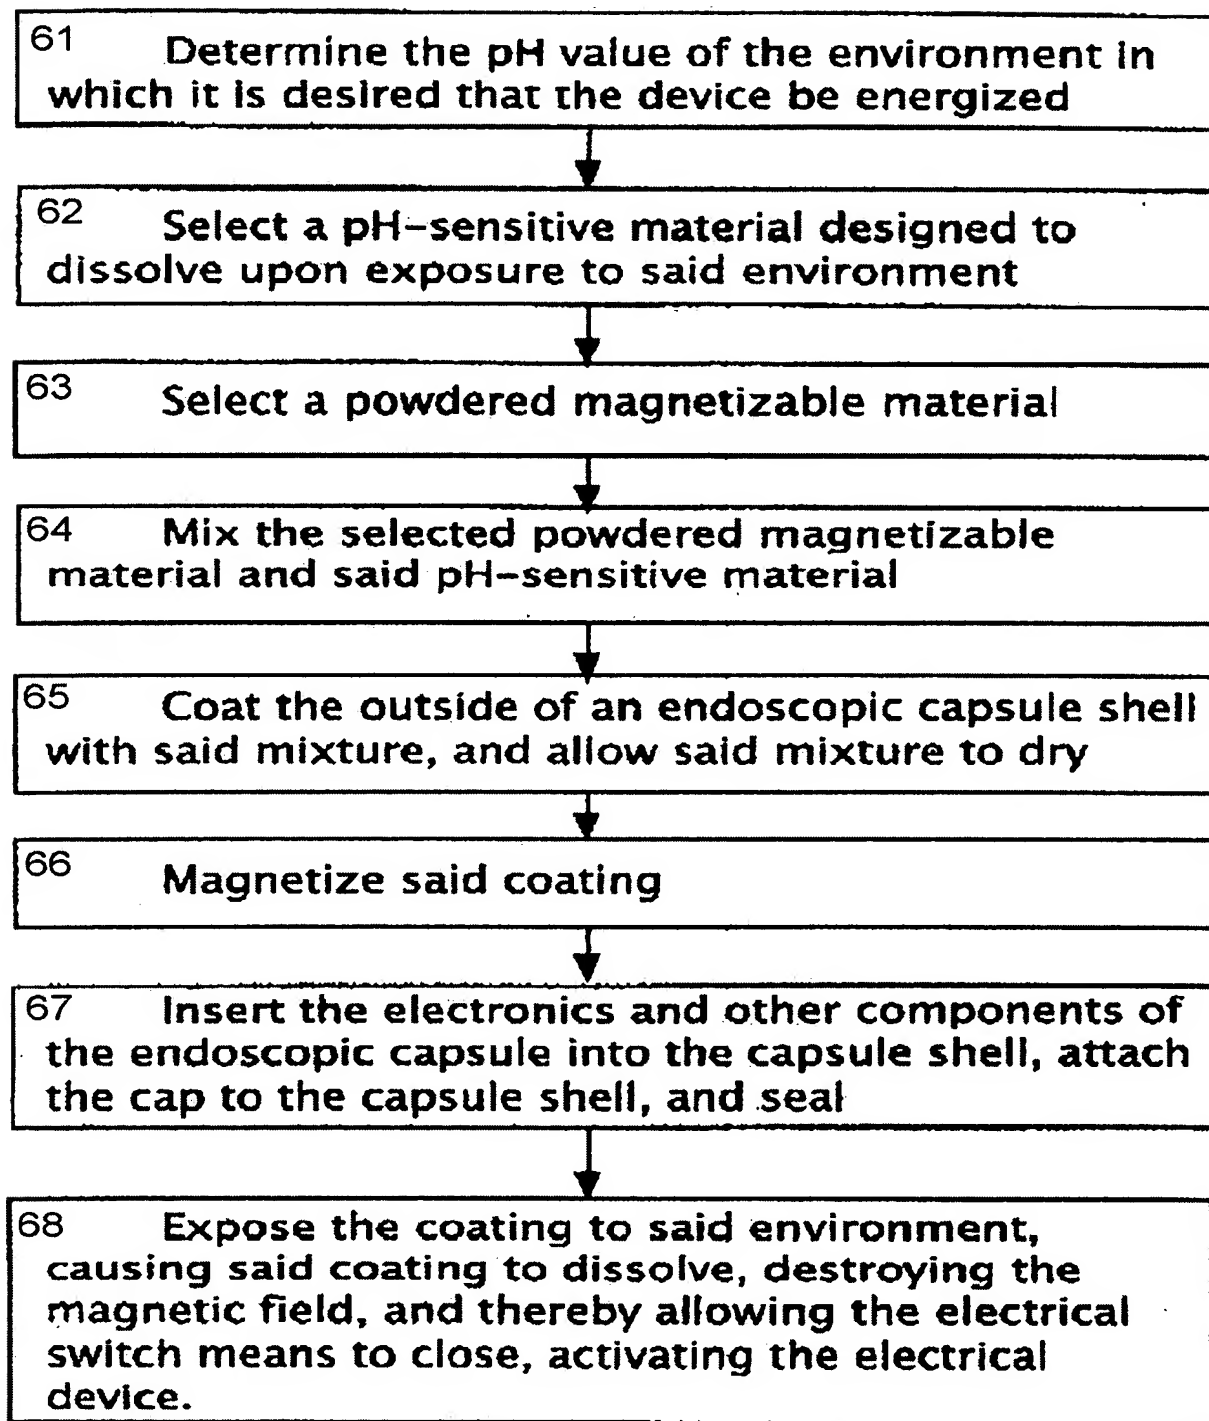 61 Determine the pH value of the environment in
which it is desired that the device be energized
62 Select a pH-sensitive material designed to
dissolve upon exposure to said environment
63 Select a powdered magnetizable material
64 Mix the selected powdered magnetizable
material and said pH-sensitive material
65 Coat the outside of an endoscopic capsule shell
with said mixture, and allow said mixture to dry
66 Magnetize said coating
67 Insert the electronics and other components of
the endoscopic capsule into the capsule shell, attach
the cap to the capsule shell, and seal
68 Expose the coating to said environment,
causing said coating to dissolve, destroying the
magnetic field, and thereby allowing the electrical
switch means to close, activating the electrical
device.